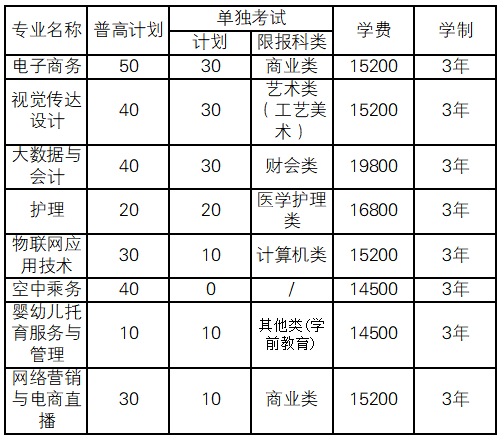 专业名称 普高计划 单独考试 学费 学制
计划 限报科类
电子商务 50 30 商业类 15200 3年
视觉传达
设计 40 30 艺术类
(工艺美
术) 15200 3年
大数据与
会计 40 30 财会类 19800 3年
护理 20 20 医学护理
类 16800 3年
物联网应
用技术 30 10 计算机类 15200 3年
空中乘务 40 0 / 14500 3年
婴幼儿托
育服务与
管理 10 10 其他类(学
前教育) 14500 3年
网络营销
与电商直
播 30 10 商业类 15200 3年